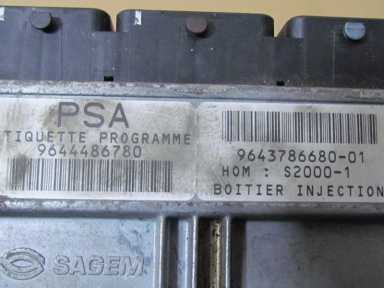 PSA
TIQUETTE PROGRAMME
9644486780
9643786680-01
HOM : S2000-1
BOITIER INJECTION
SAGEM